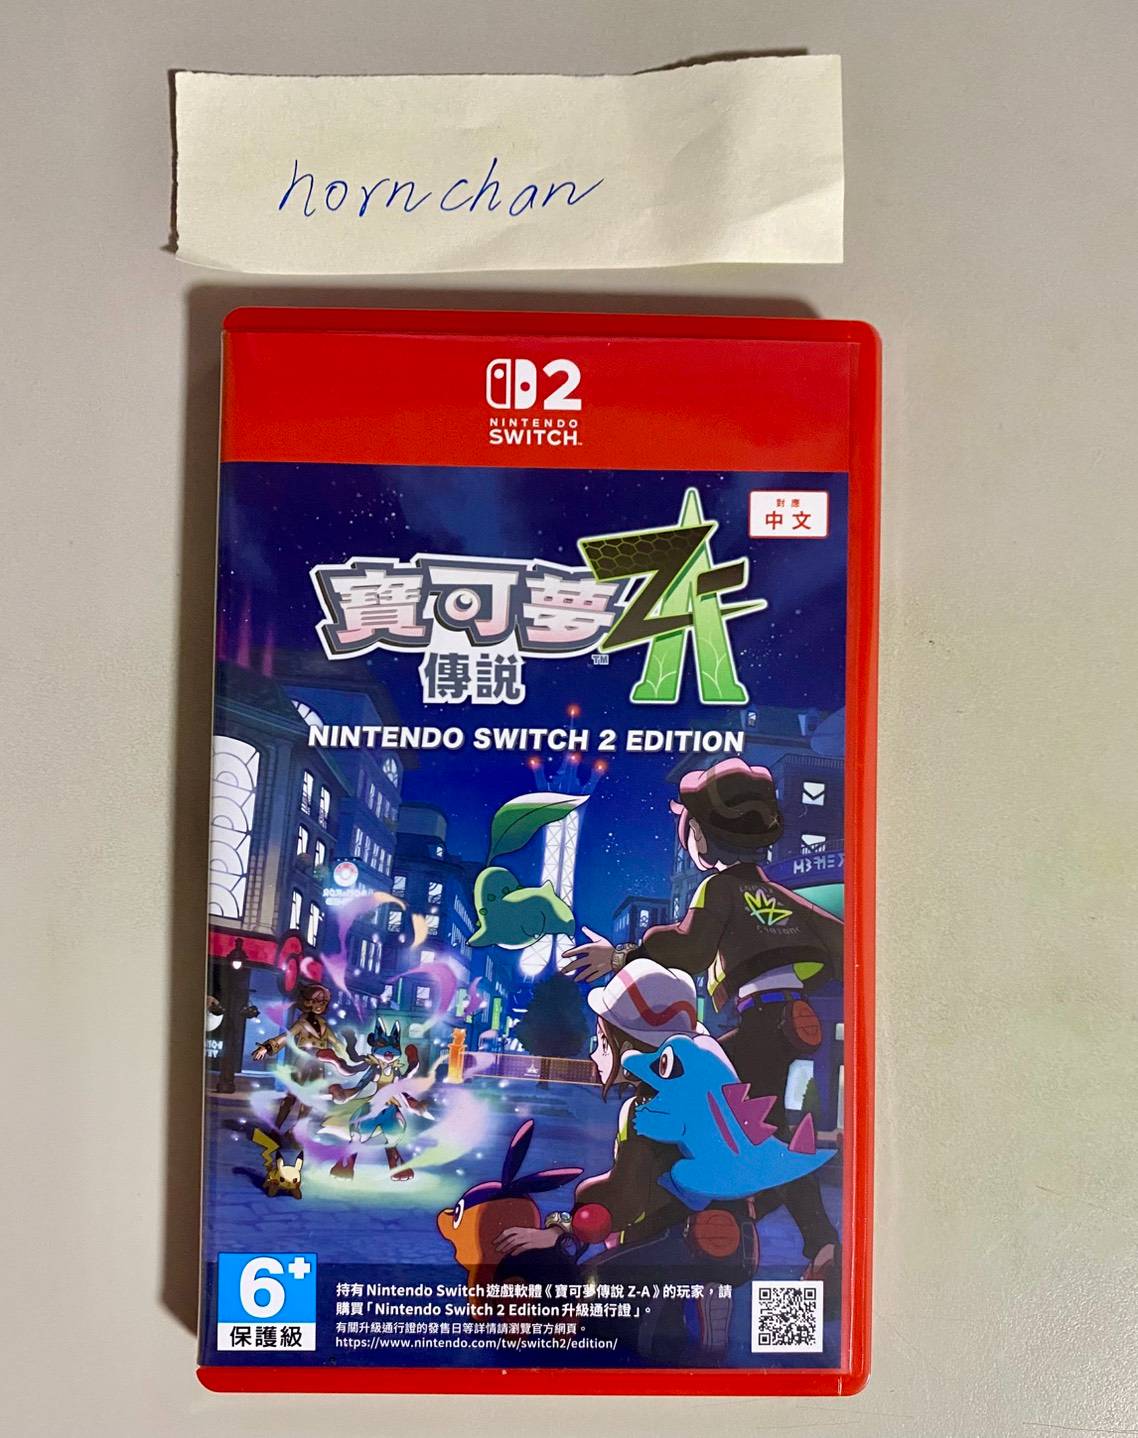 hornchan
2
NINTENDO
SWITCH™
對應
中文
寶可夢
傳說
ZA
™
NINTENDO SWITCH 2 EDITION
6+
保護級
持有Nintendo Switch遊戲軟體《寶可夢傳說 Z-A》的玩家，請
購買「Nintendo Switch 2 Edition升級通行證」。
有關升級通行證的發售日等詳情請瀏覽官方網頁。
https://www.nintendo.com/tw/switch2/edition/